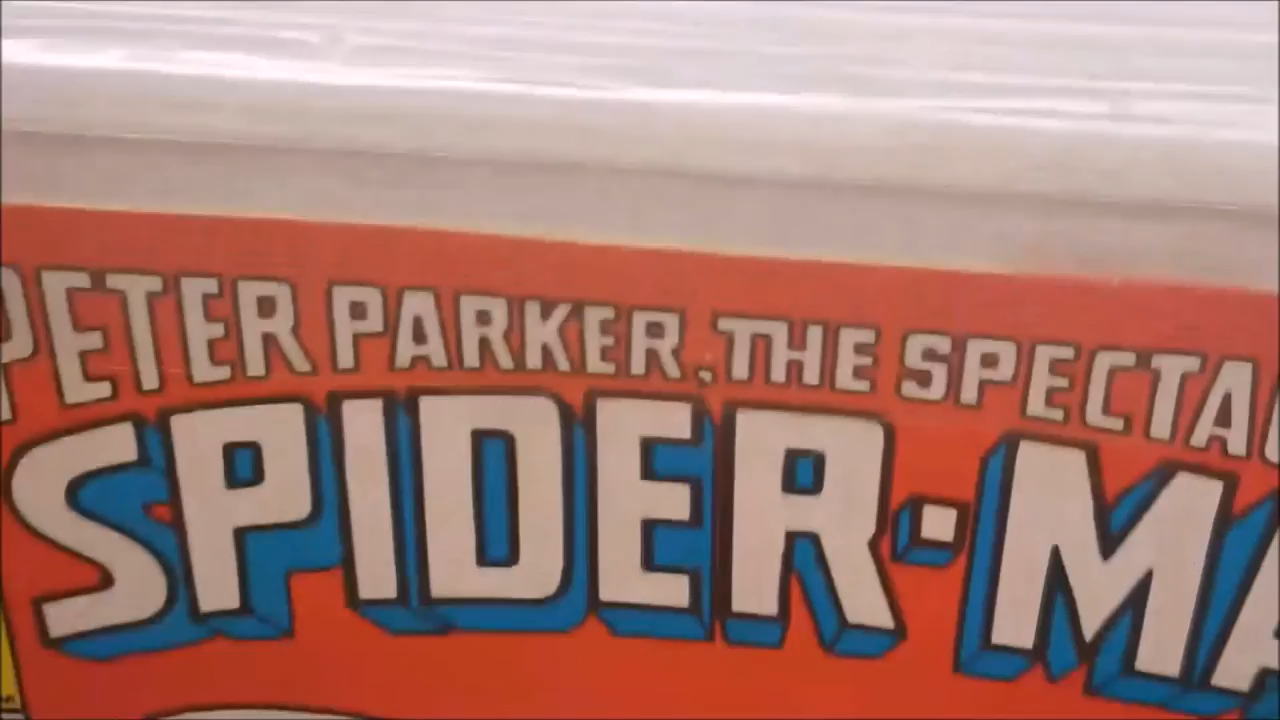 PETER PARKER, THE SPECTA
SPIDER-MA